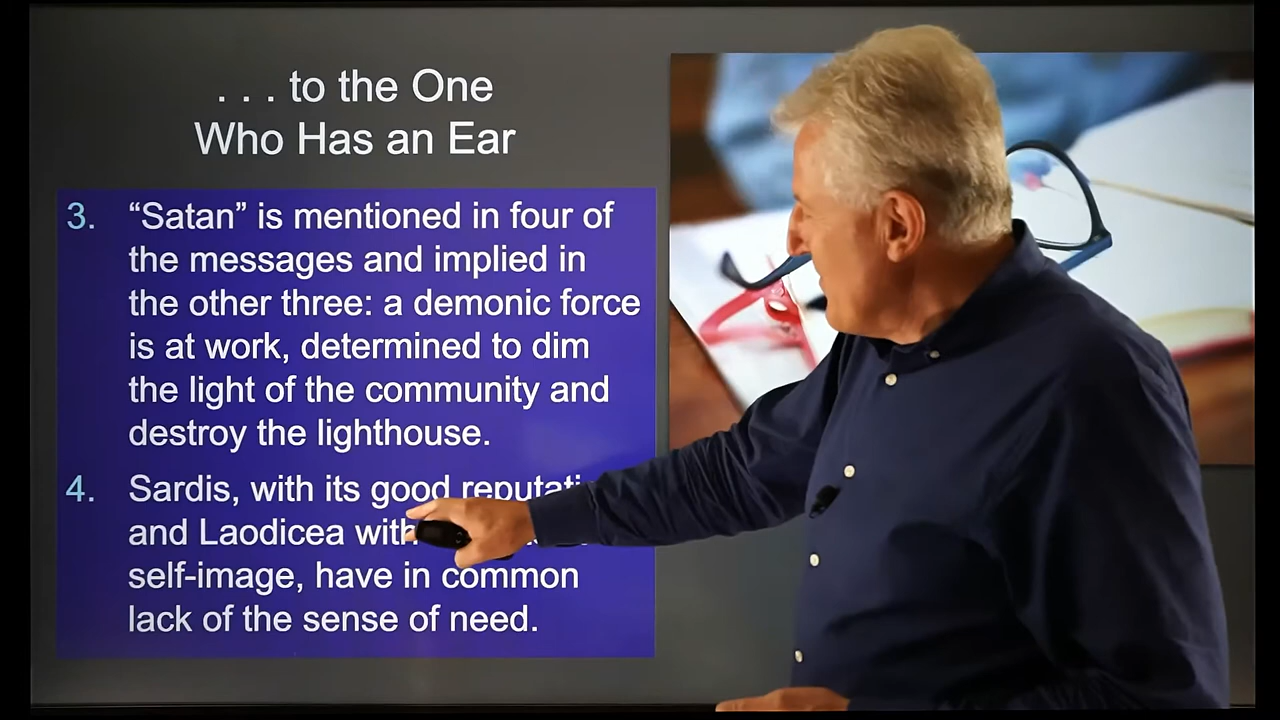 . . . to the One
Who Has an Ear
3. “Satan” is mentioned in four of
the messages and implied in
the other three: a demonic force
is at work, determined to dim
the light of the community and
destroy the lighthouse.
4. Sardis, with its good
and Laodicea with
self-image, have in common
lack of the sense of need.